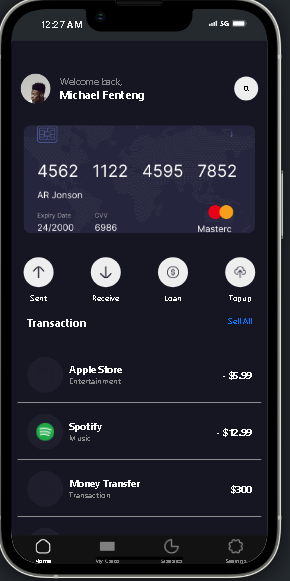 12:27 AM
5G
Welcome back,
Michael Fenteng
4562 1122 4595 7852
AR Jonson
Expiry Date CVV
24/2000 6986
Masterc
Sent Receive Loan Topup
Transaction Sell All
Apple Store
Entertainment
- $5.99
Spotify
Music
- $12.99
Money Transfer
Transaction
$300
Home My Cards Statistics Settings